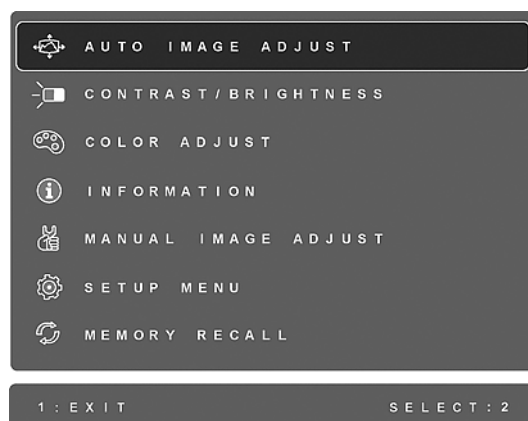 AUTO IMAGE ADJUST
CONTRAST/BRIGHTNESS
COLOR ADJUST
INFORMATION
MANUAL IMAGE ADJUST
SETUP MENU
MEMORY RECALL
1:EXIT SELECT:2